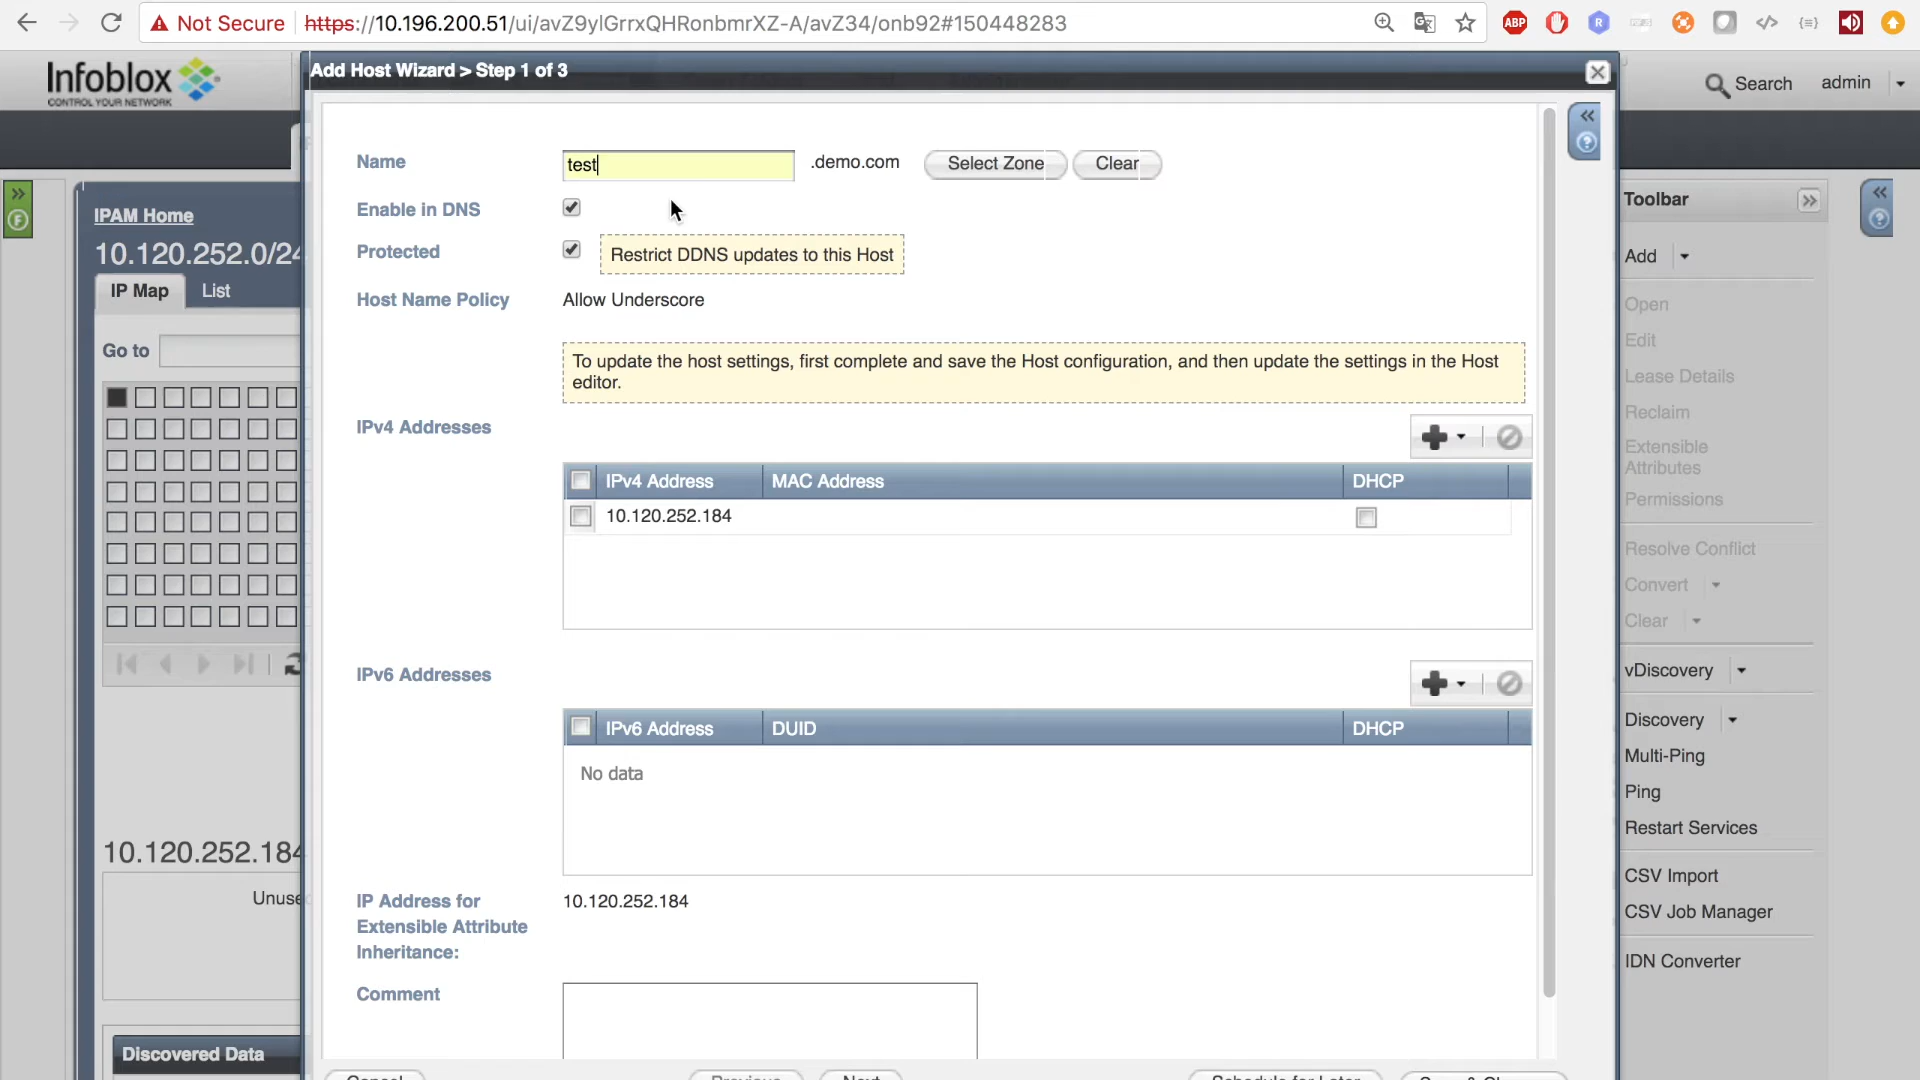 Not Secure https://10.196.200.51/ui/avZ9ylGrrxQHRonbmrXZ-A/avZ34/onb92#150448283
ABP
R
Infoblox
CONTROL YOUR NETWORK
Add Host Wizard > Step 1 of 3
Search
admin
Name
test
.demo.com
Select Zone
Clear
Enable in DNS
Protected
Restrict DDNS updates to this Host
Host Name Policy
Allow Underscore
To update the host settings, first complete and save the Host configuration, and then update the settings in the Host
editor.
IPv4 Addresses
IPv4 Address MAC Address DHCP
10.120.252.184
IPv6 Addresses
IPv6 Address DUID DHCP
No data
IP Address for
Extensible Attribute
Inheritance:
10.120.252.184
Comment
Next
IPAM Home
10.120.252.0/24
IP Map
List
Go to
10.120.252.184
Discovered Data
Toolbar
Add
Open
Edit
Lease Details
Reclaim
Extensible
Attributes
Permissions
Resolve Conflict
Convert
Clear
vDiscovery
Discovery
Multi-Ping
Ping
Restart Services
CSV Import
CSV Job Manager
IDN Converter